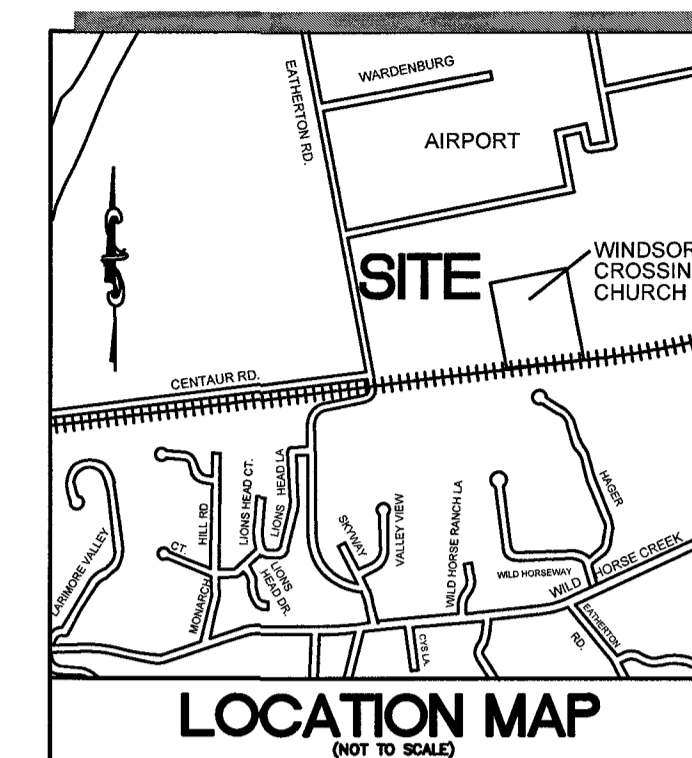 EATHERTON RD.
WARDENBURG
AIRPORT
SITE
WINDSOR
CROSSIN
CHURCH
CENTAUR RD.
LARIMORE VALLEY
CT.
HILL RD
MONARCH
LIONS HEAD CT.
LIONS HEAD LA
LIONS
HEAD DR.
SKYWAY
VALLEY VIEW
WILD HORSE RANCH LA
HAGER
WILD HORSEWAY
WILD HORSE CREEK
CYS LA.
EATHERTON
RD.
LOCATION MAP
(NOT TO SCALE)